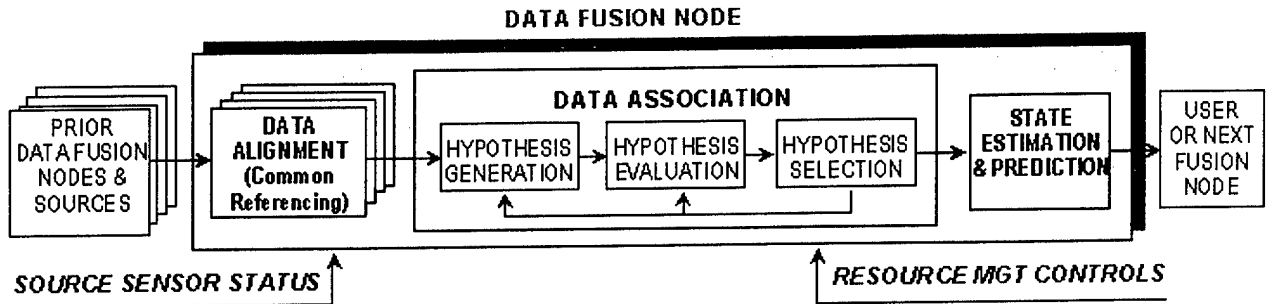 DATA FUSION NODE
PRIOR
DATA FUSION
NODES &
SOURCES
DATA
ALIGNMENT
(Common
Referencing)
DATA ASSOCIATION
HYPOTHESIS
GENERATION
HYPOTHESIS
EVALUATION
HYPOTHESIS
SELECTION
STATE
ESTIMATION
& PREDICTION
USER
OR NEXT
FUSION
NODE
SOURCE SENSOR STATUS
RESOURCE MGT CONTROLS